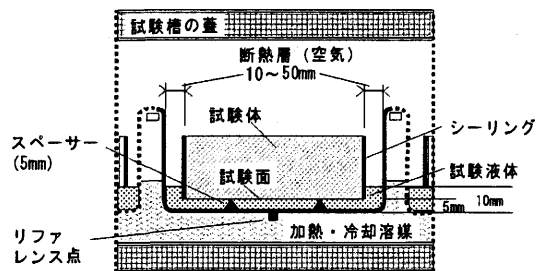 試験槽の蓋
断熱層（空気）
10～50mm
試験体
スペーサー
(5mm)
シーリング
試験面
試験液体
5mm
10mm
リファ
レンス点
加熱・冷却溶媒